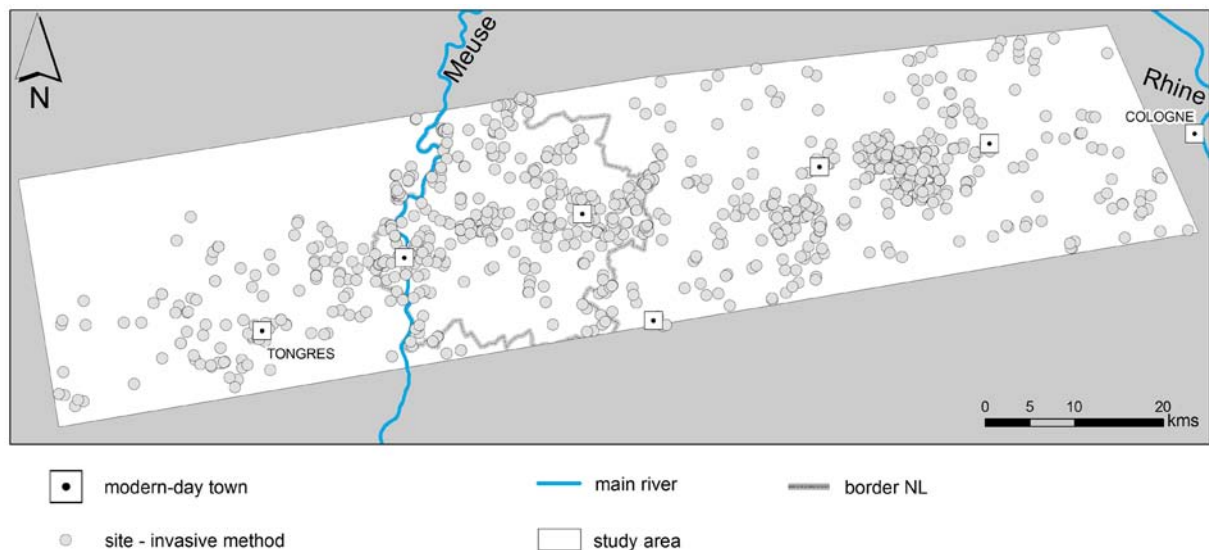 N
Meuse
Rhine
COLOGNE
TONGRES
0 5 10 20
kms
modern-day town
main river
border NL
site - invasive method
study area